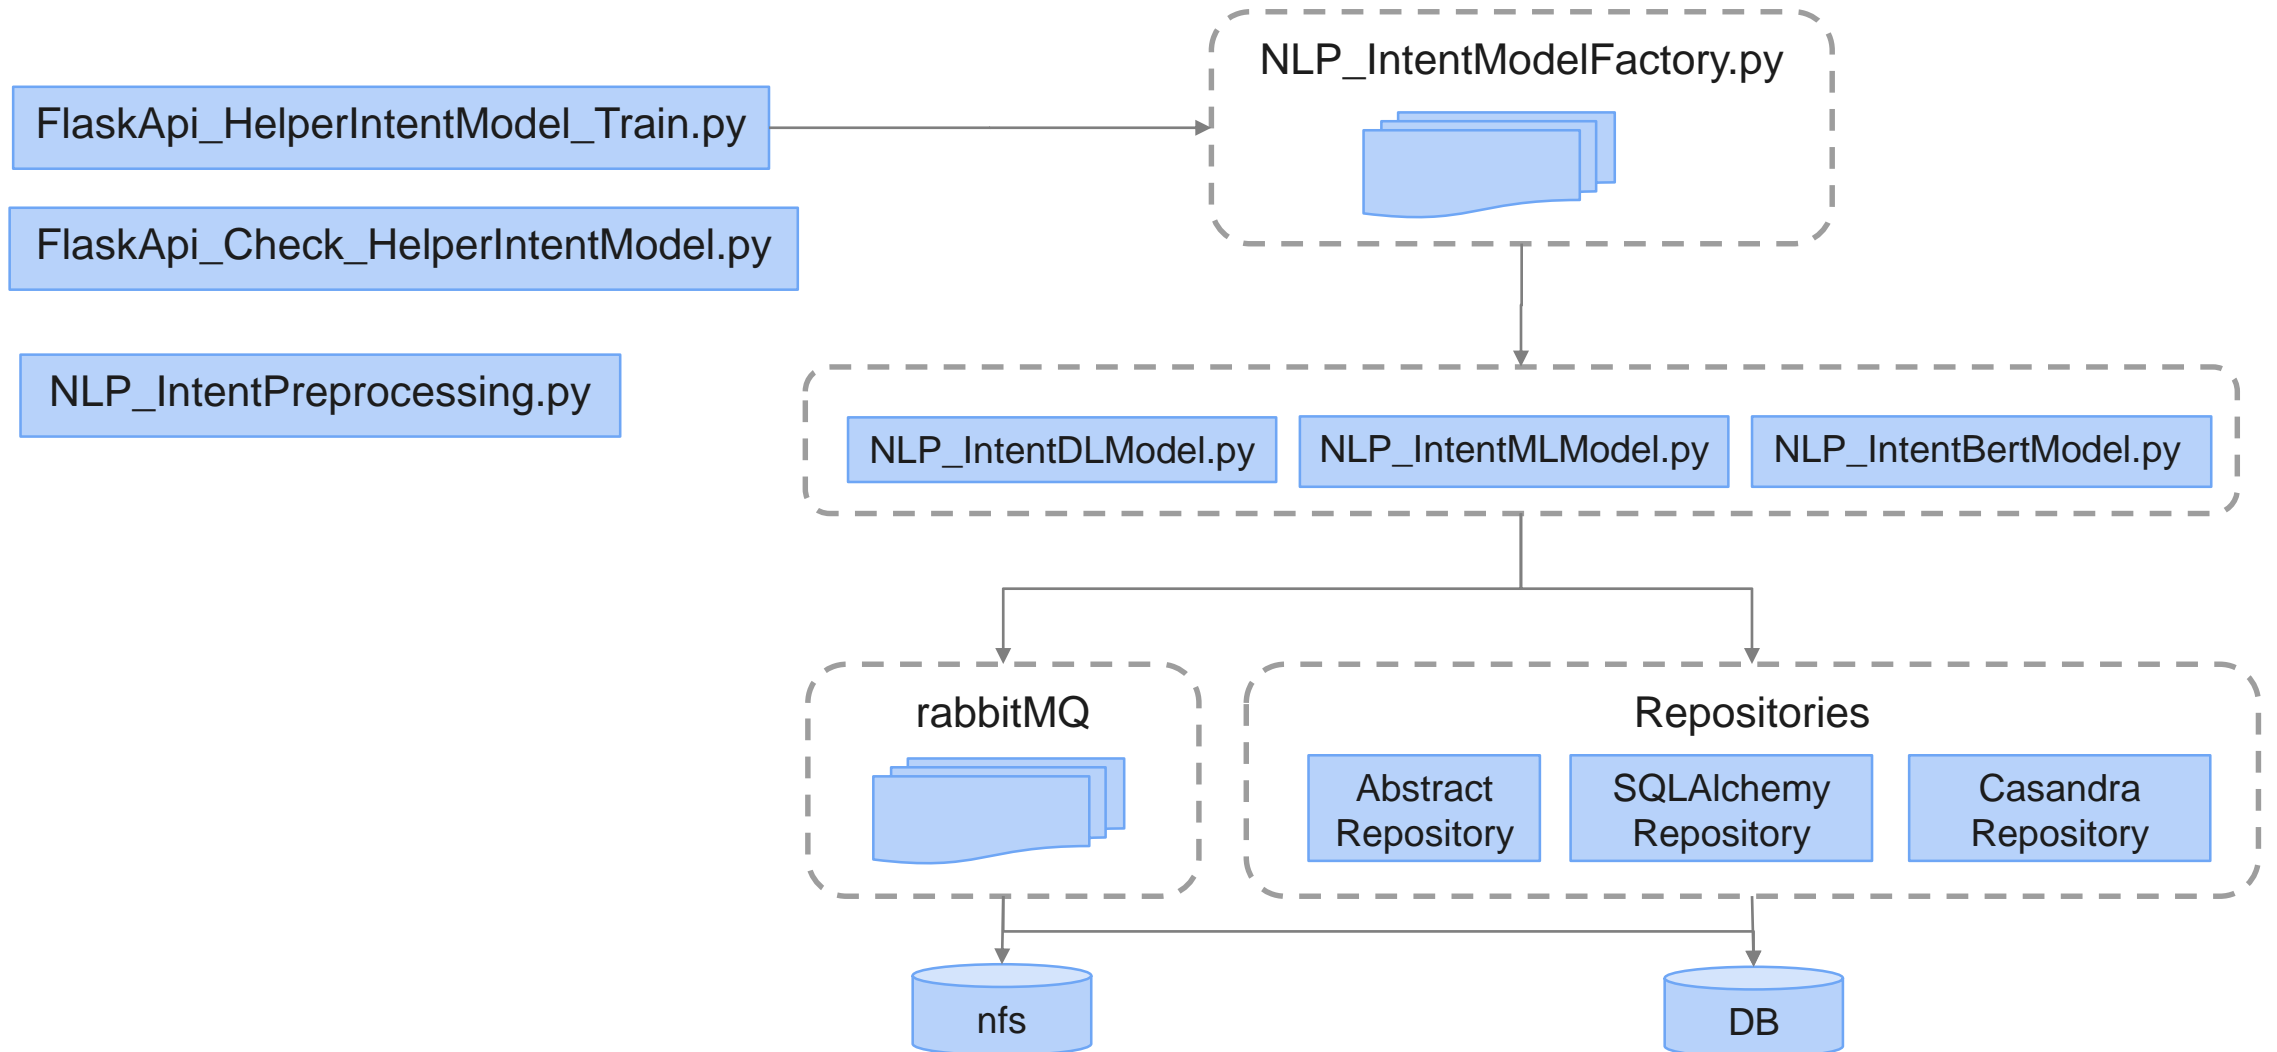 NLP_IntentModelFactory.py
FlaskApi_HelperIntentModel_Train.py
FlaskApi_Check_HelperIntentModel.py
NLP_IntentPreprocessing.py
NLP_IntentDLModel.py
NLP_IntentMLModel.py
NLP_IntentBertModel.py
rabbitMQ
Repositories
Abstract
Repository
SQLAlchemy
Repository
Casandra
Repository
nfs
DB